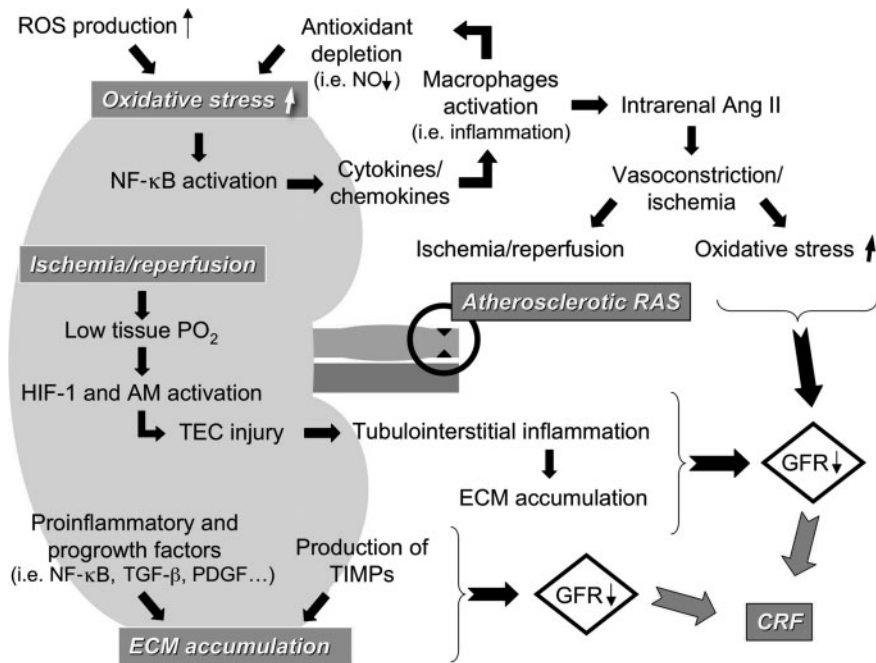 ROS production ↑
Antioxidant
depletion
(i.e. NO↓)
Oxidative stress ↑
Macrophages
activation
(i.e. inflammation)
Intrarenal Ang II
NF-κB activation
Cytokines/
chemokines
Vasoconstriction/
ischemia
Ischemia/reperfusion
Oxidative stress ↑
Ischemia/reperfusion
Atherosclerotic RAS
Low tissue PO₂
HIF-1 and AM activation
TEC injury
Tubulointerstitial inflammation
ECM accumulation
GFR↓
Proinflammatory and
progrowth factors
(i.e. NF-κB, TGF-β, PDGF…)
Production of
TIMPs
GFR↓
CRF
ECM accumulation